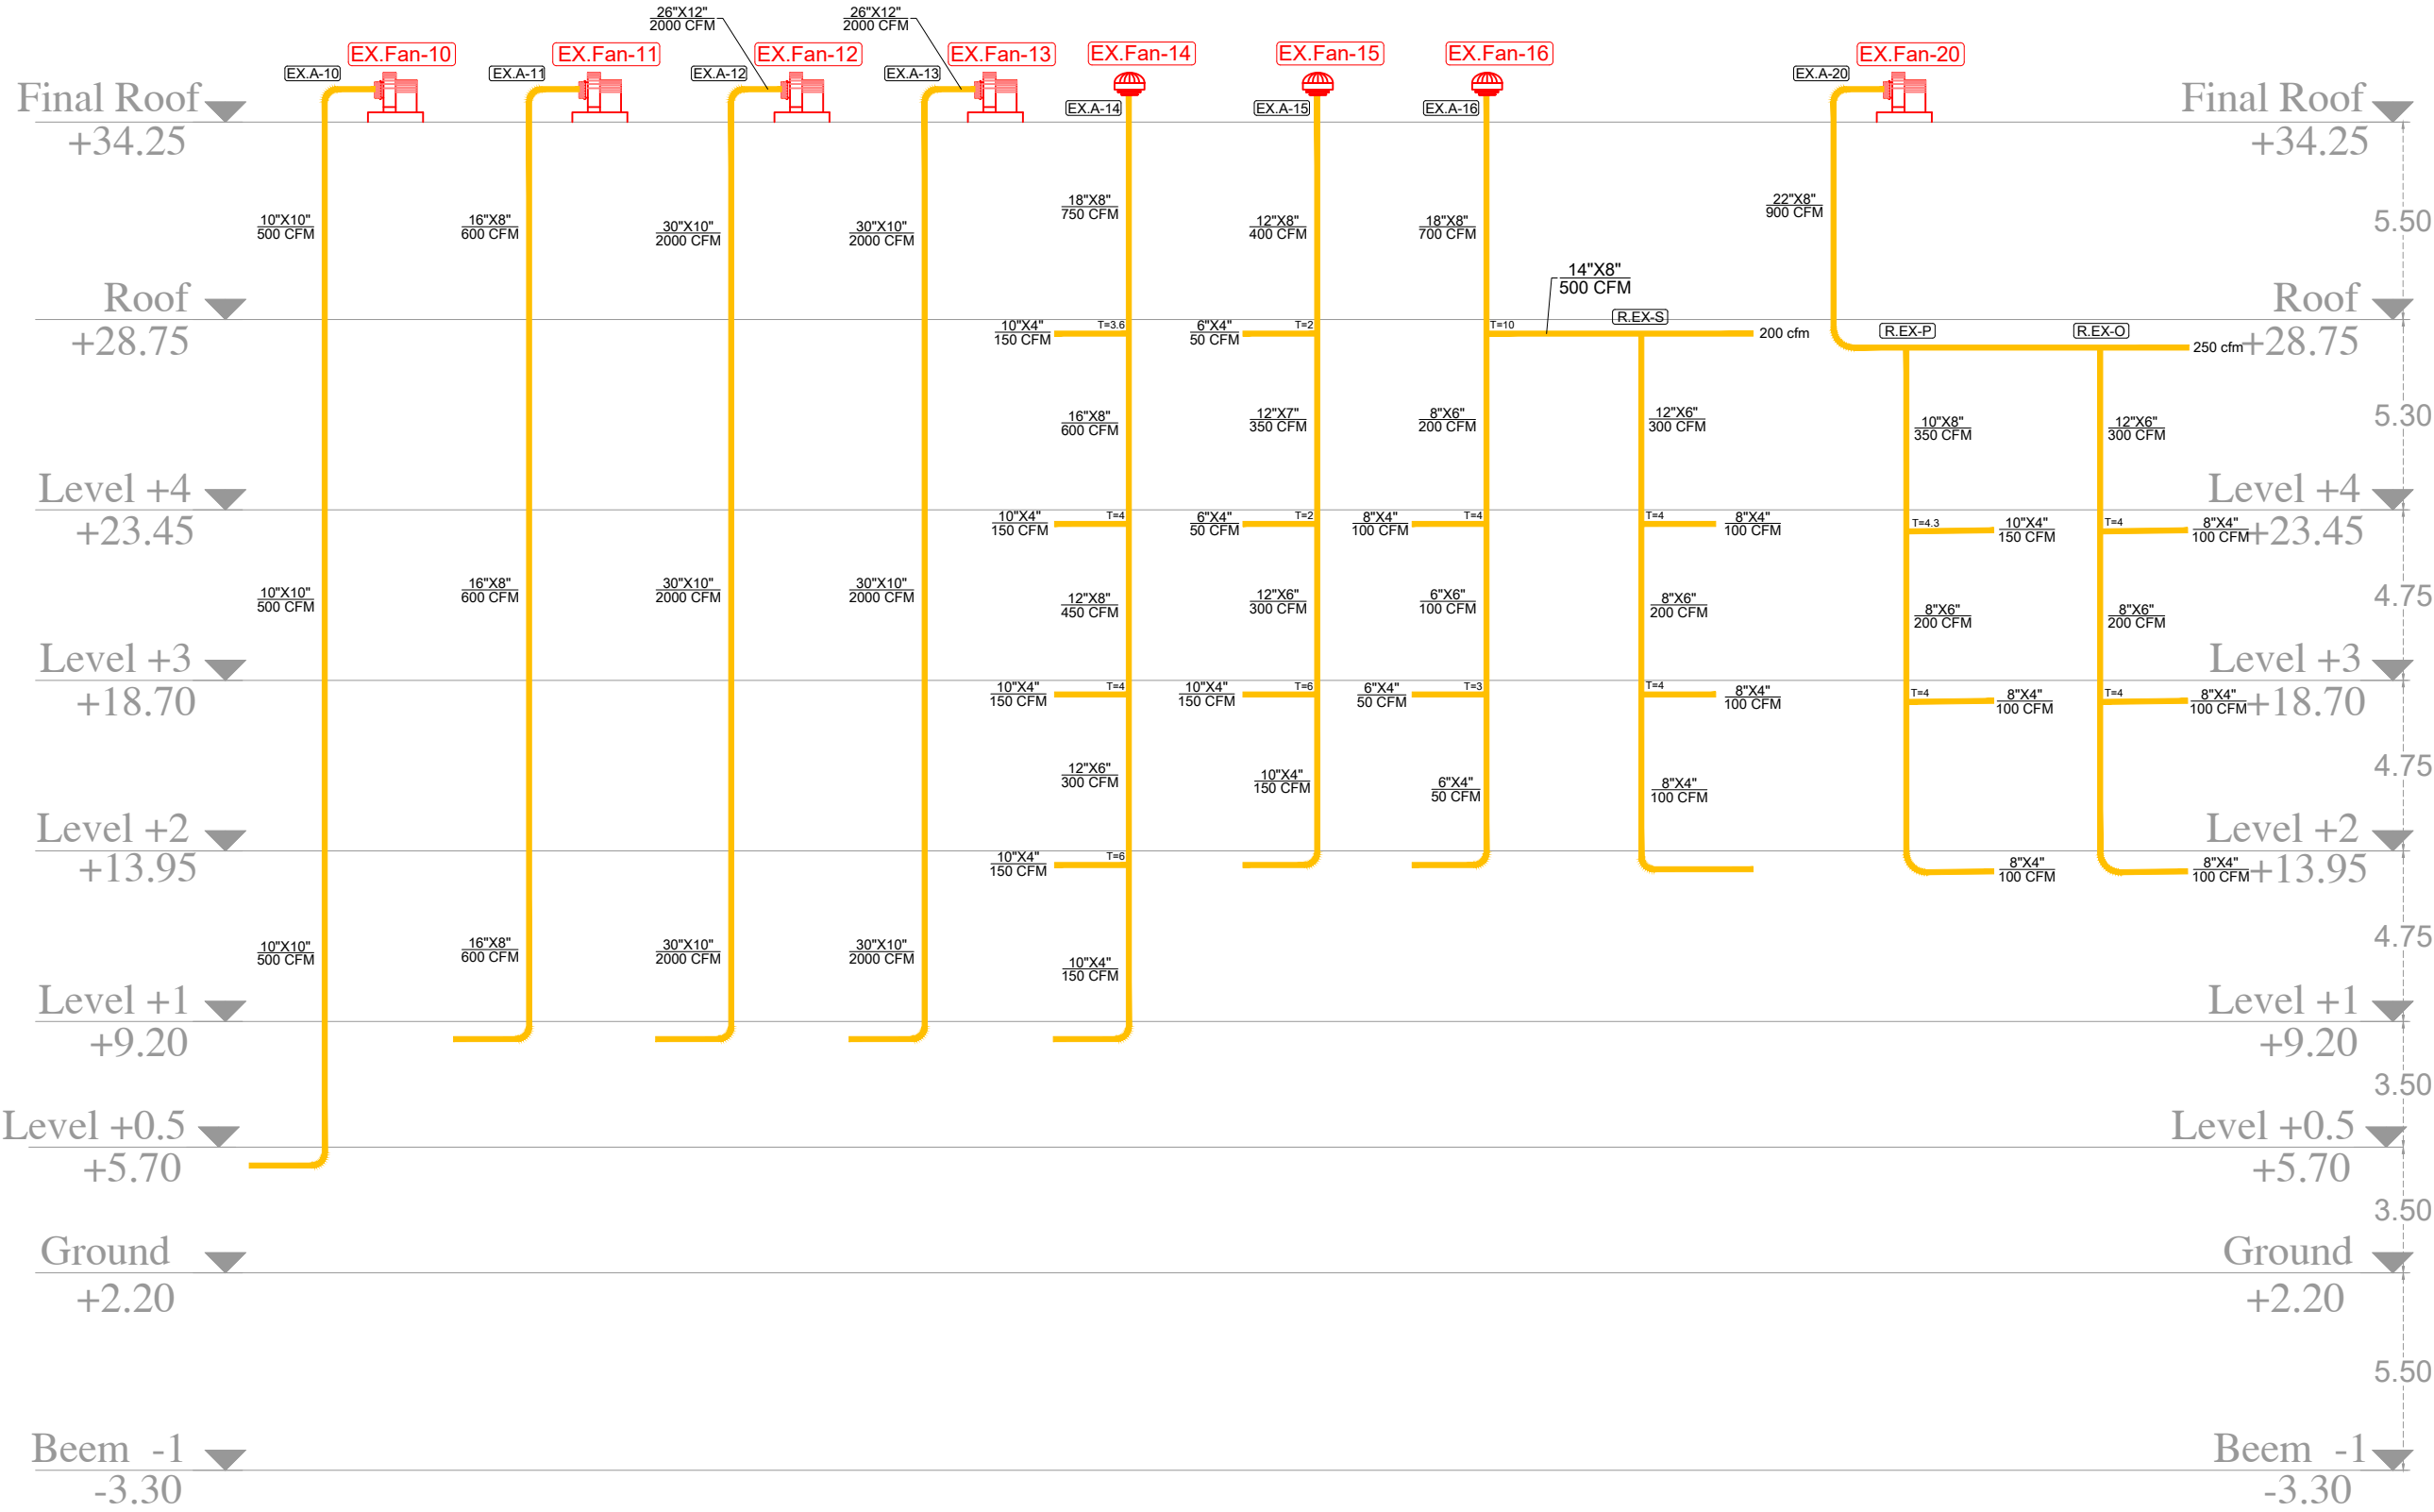 26"X12"
2000 CFM
26"X12"
2000 CFM
EX.Fan-10
EX.Fan-11
EX.Fan-12
EX.Fan-13
EX.Fan-14
EX.Fan-15
EX.Fan-16
EX.Fan-20
EX.A-10
EX.A-11
EX.A-12
EX.A-13
EX.A-14
EX.A-15
EX.A-16
EX.A-20
Final Roof
+34.25
Final Roof
+34.25
10"X10"
500 CFM
16"X8"
600 CFM
30"X10"
2000 CFM
30"X10"
2000 CFM
18"X8"
750 CFM
12"X8"
400 CFM
18"X8"
700 CFM
22"X8"
900 CFM
5.50
14"X8"
500 CFM
Roof
+28.75
10"X4"
150 CFM
T=3.6
6"X4"
50 CFM
T=2
T=10
R.EX-S
200 cfm
R.EX-P
R.EX-O
250 cfm
Roof
+28.75
16"X8"
600 CFM
12"X7"
350 CFM
8"X6"
200 CFM
12"X6"
300 CFM
10"X8"
350 CFM
12"X6"
300 CFM
5.30
Level +4
+23.45
10"X4"
150 CFM
T=4
6"X4"
50 CFM
T=2
8"X4"
100 CFM
T=4
T=4
8"X4"
100 CFM
T=4.3
10"X4"
150 CFM
T=4
8"X4"
100 CFM
Level +4
+23.45
10"X10"
500 CFM
16"X8"
600 CFM
30"X10"
2000 CFM
30"X10"
2000 CFM
12"X8"
450 CFM
12"X6"
300 CFM
6"X6"
100 CFM
8"X6"
200 CFM
8"X6"
200 CFM
8"X6"
200 CFM
4.75
Level +3
+18.70
10"X4"
150 CFM
T=4
10"X4"
150 CFM
T=6
6"X4"
50 CFM
T=3
T=4
8"X4"
100 CFM
T=4
8"X4"
100 CFM
T=4
8"X4"
100 CFM
Level +3
+18.70
12"X6"
300 CFM
10"X4"
150 CFM
6"X4"
50 CFM
8"X4"
100 CFM
4.75
Level +2
+13.95
10"X4"
150 CFM
T=6
8"X4"
100 CFM
8"X4"
100 CFM
Level +2
+13.95
10"X10"
500 CFM
16"X8"
600 CFM
30"X10"
2000 CFM
30"X10"
2000 CFM
10"X4"
150 CFM
4.75
Level +1
+9.20
Level +1
+9.20
3.50
Level +0.5
+5.70
Level +0.5
+5.70
3.50
Ground
+2.20
Ground
+2.20
5.50
Beem -1
-3.30
Beem -1
-3.30